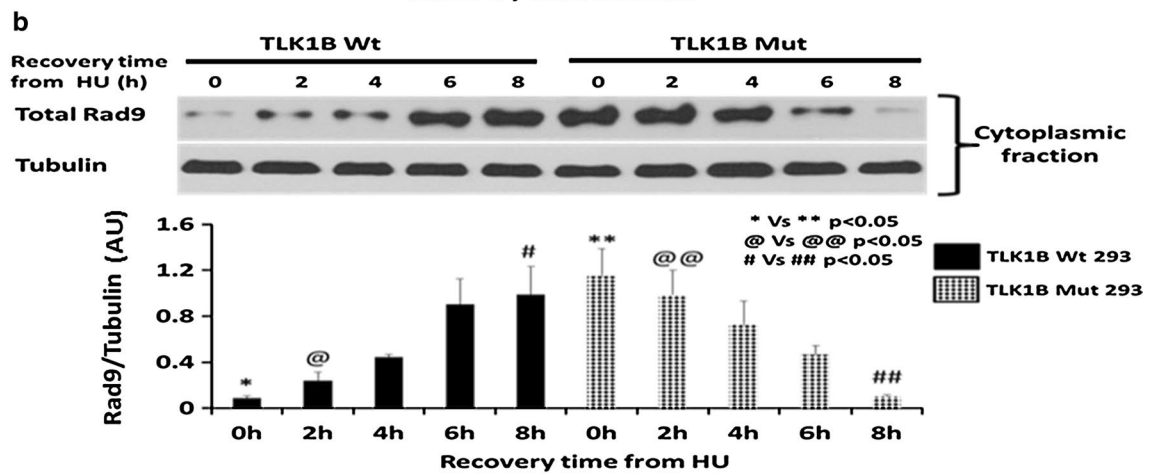 b
TLK1B Wt TLK1B Mut
Recovery time
from HU (h) 0 2 4 6 8 0 2 4 6 8
Total Rad9
Tubulin
Cytoplasmic
fraction
* Vs ** p<0.05
@ Vs @@ p<0.05
# Vs ## p<0.05
TLK1B Wt 293
TLK1B Mut 293
Rad9/Tubulin (AU)
1.6
1.2
0.8
0.4
0
* @ # ** @@ ##
0h 2h 4h 6h 8h 0h 2h 4h 6h 8h
Recovery time from HU